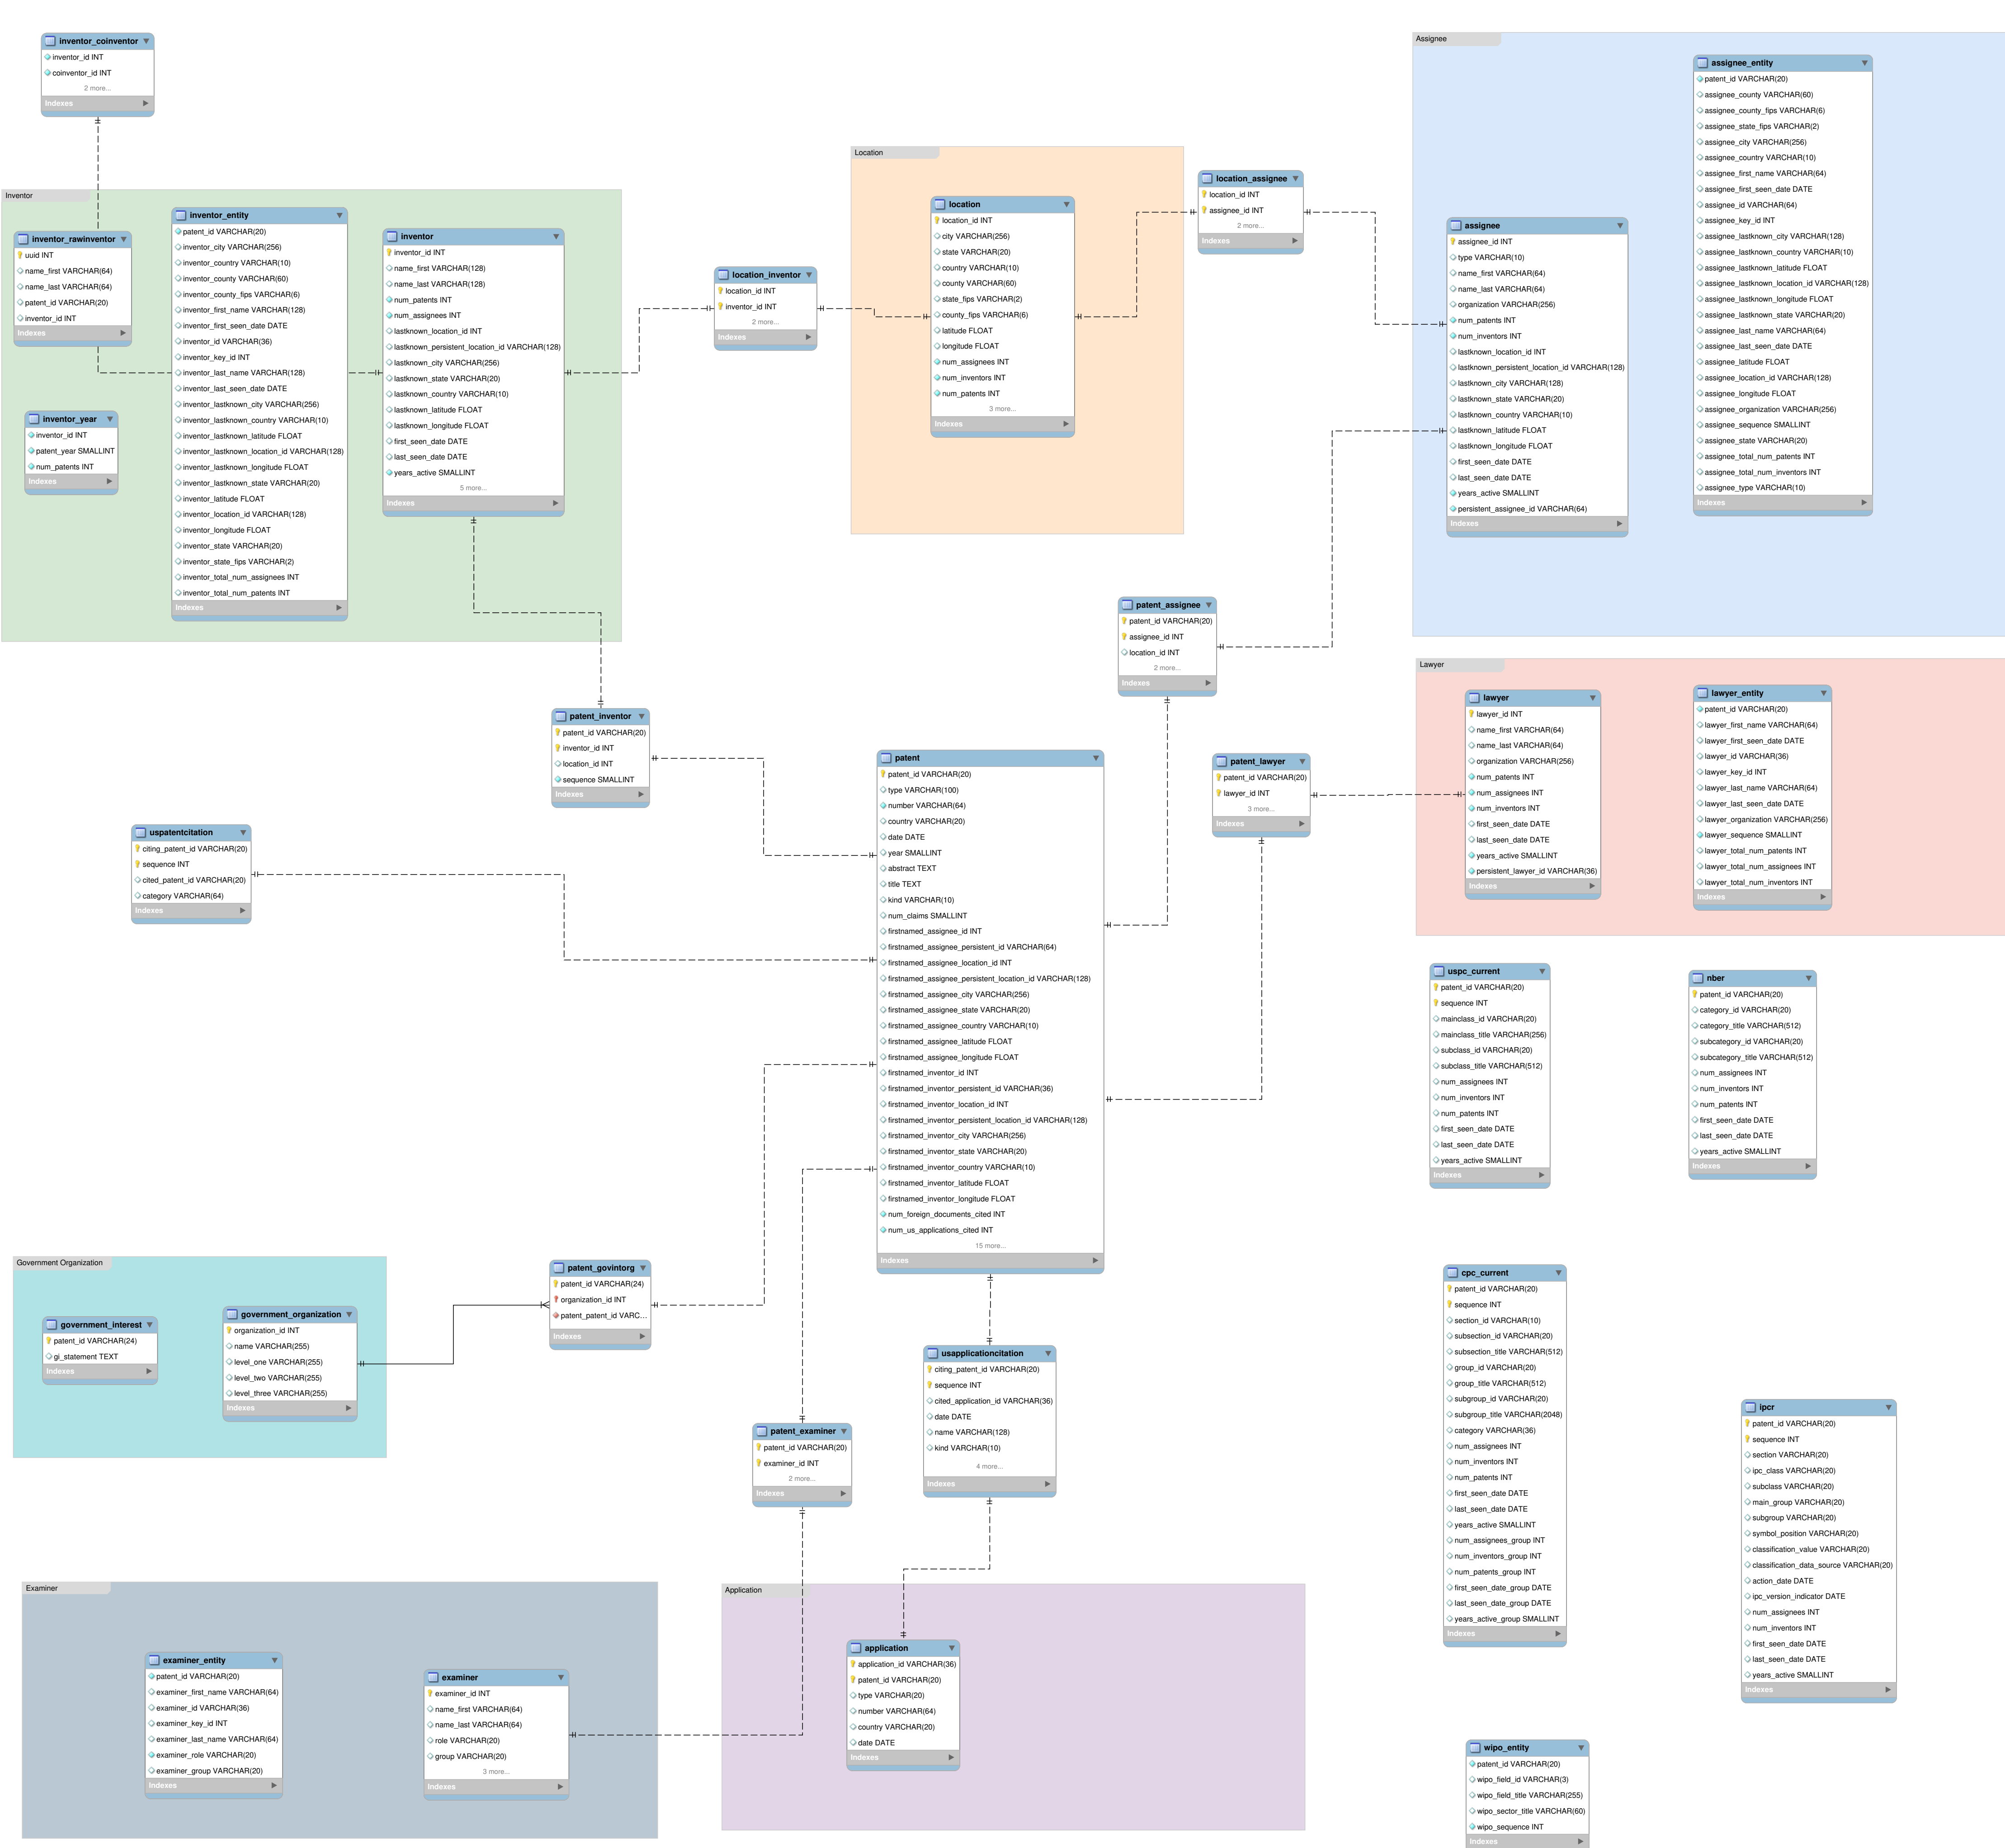 inventor_coinventor
inventor_id INT
coinventor_id INT
2 more...
Indexes
Inventor
inventor_rawinventor
uuid INT
name_first VARCHAR(64)
name_last VARCHAR(64)
patent_id VARCHAR(20)
inventor_id INT
Indexes
inventor_year
inventor_id INT
patent_year SMALLINT
num_patents INT
Indexes
inventor_entity
patent_id VARCHAR(20)
inventor_city VARCHAR(256)
inventor_country VARCHAR(10)
inventor_county VARCHAR(60)
inventor_county_fips VARCHAR(6)
inventor_first_name VARCHAR(128)
inventor_first_seen_date DATE
inventor_id VARCHAR(36)
inventor_key_id INT
inventor_last_name VARCHAR(128)
inventor_last_seen_date DATE
inventor_lastknown_city VARCHAR(256)
inventor_lastknown_country VARCHAR(10)
inventor_lastknown_latitude FLOAT
inventor_lastknown_location_id VARCHAR(128)
inventor_lastknown_longitude FLOAT
inventor_lastknown_state VARCHAR(20)
inventor_latitude FLOAT
inventor_location_id VARCHAR(128)
inventor_longitude FLOAT
inventor_state VARCHAR(20)
inventor_state_fips VARCHAR(2)
inventor_total_num_assignees INT
inventor_total_num_patents INT
Indexes
inventor
inventor_id INT
name_first VARCHAR(128)
name_last VARCHAR(128)
num_patents INT
num_assignees INT
lastknown_location_id INT
lastknown_persistent_location_id VARCHAR(128)
lastknown_city VARCHAR(256)
lastknown_state VARCHAR(20)
lastknown_country VARCHAR(10)
lastknown_latitude FLOAT
lastknown_longitude FLOAT
first_seen_date DATE
last_seen_date DATE
years_active SMALLINT
5 more...
Indexes
location_inventor
location_id INT
inventor_id INT
2 more...
Indexes
Location
location
location_id INT
city VARCHAR(256)
state VARCHAR(20)
country VARCHAR(10)
county VARCHAR(60)
state_fips VARCHAR(2)
county_fips VARCHAR(6)
latitude FLOAT
longitude FLOAT
num_assignees INT
num_inventors INT
num_patents INT
3 more...
Indexes
location_assignee
location_id INT
assignee_id INT
2 more...
Indexes
Assignee
assignee
assignee_id INT
type VARCHAR(10)
name_first VARCHAR(64)
name_last VARCHAR(64)
organization VARCHAR(256)
num_patents INT
num_inventors INT
lastknown_location_id INT
lastknown_persistent_location_id VARCHAR(128)
lastknown_city VARCHAR(128)
lastknown_state VARCHAR(20)
lastknown_country VARCHAR(10)
lastknown_latitude FLOAT
lastknown_longitude FLOAT
first_seen_date DATE
last_seen_date DATE
years_active SMALLINT
persistent_assignee_id VARCHAR(64)
Indexes
assignee_entity
patent_id VARCHAR(20)
assignee_county VARCHAR(60)
assignee_county_fips VARCHAR(6)
assignee_state_fips VARCHAR(2)
assignee_city VARCHAR(256)
assignee_country VARCHAR(10)
assignee_first_name VARCHAR(64)
assignee_first_seen_date DATE
assignee_id VARCHAR(64)
assignee_key_id INT
assignee_lastknown_city VARCHAR(128)
assignee_lastknown_country VARCHAR(10)
assignee_lastknown_latitude FLOAT
assignee_lastknown_location_id VARCHAR(128)
assignee_lastknown_longitude FLOAT
assignee_lastknown_state VARCHAR(20)
assignee_last_name VARCHAR(64)
assignee_last_seen_date DATE
assignee_latitude FLOAT
assignee_location_id VARCHAR(128)
assignee_longitude FLOAT
assignee_organization VARCHAR(256)
assignee_sequence SMALLINT
assignee_state VARCHAR(20)
assignee_total_num_patents INT
assignee_total_num_inventors INT
assignee_type VARCHAR(10)
Indexes
patent_assignee
patent_id VARCHAR(20)
assignee_id INT
location_id INT
2 more...
Indexes
patent_inventor
patent_id VARCHAR(20)
inventor_id INT
location_id INT
sequence SMALLINT
Indexes
uspatentcitation
citing_patent_id VARCHAR(20)
sequence INT
cited_patent_id VARCHAR(20)
category VARCHAR(64)
Indexes
patent
patent_id VARCHAR(20)
type VARCHAR(100)
number VARCHAR(64)
country VARCHAR(20)
date DATE
year SMALLINT
abstract TEXT
title TEXT
kind VARCHAR(10)
num_claims SMALLINT
firstnamed_assignee_id INT
firstnamed_assignee_persistent_id VARCHAR(64)
firstnamed_assignee_location_id INT
firstnamed_assignee_persistent_location_id VARCHAR(128)
firstnamed_assignee_city VARCHAR(256)
firstnamed_assignee_state VARCHAR(20)
firstnamed_assignee_country VARCHAR(10)
firstnamed_assignee_latitude FLOAT
firstnamed_assignee_longitude FLOAT
firstnamed_inventor_id INT
firstnamed_inventor_persistent_id VARCHAR(36)
firstnamed_inventor_location_id INT
firstnamed_inventor_persistent_location_id VARCHAR(128)
firstnamed_inventor_city VARCHAR(256)
firstnamed_inventor_state VARCHAR(20)
firstnamed_inventor_country VARCHAR(10)
firstnamed_inventor_latitude FLOAT
firstnamed_inventor_longitude FLOAT
num_foreign_documents_cited INT
num_us_applications_cited INT
15 more...
Indexes
patent_lawyer
patent_id VARCHAR(20)
lawyer_id INT
3 more...
Indexes
Lawyer
lawyer
lawyer_id INT
name_first VARCHAR(64)
name_last VARCHAR(64)
organization VARCHAR(256)
num_patents INT
num_assignees INT
num_inventors INT
first_seen_date DATE
last_seen_date DATE
years_active SMALLINT
persistent_lawyer_id VARCHAR(36)
Indexes
lawyer_entity
patent_id VARCHAR(20)
lawyer_first_name VARCHAR(64)
lawyer_first_seen_date DATE
lawyer_id VARCHAR(36)
lawyer_key_id INT
lawyer_last_name VARCHAR(64)
lawyer_last_seen_date DATE
lawyer_organization VARCHAR(256)
lawyer_sequence SMALLINT
lawyer_total_num_patents INT
lawyer_total_num_assignees INT
lawyer_total_num_inventors INT
Indexes
uspc_current
patent_id VARCHAR(20)
sequence INT
mainclass_id VARCHAR(20)
mainclass_title VARCHAR(256)
subclass_id VARCHAR(20)
subclass_title VARCHAR(512)
num_assignees INT
num_inventors INT
num_patents INT
first_seen_date DATE
last_seen_date DATE
years_active SMALLINT
Indexes
nber
patent_id VARCHAR(20)
category_id VARCHAR(20)
category_title VARCHAR(512)
subcategory_id VARCHAR(20)
subcategory_title VARCHAR(512)
num_assignees INT
num_inventors INT
num_patents INT
first_seen_date DATE
last_seen_date DATE
years_active SMALLINT
Indexes
Government Organization
government_interest
patent_id VARCHAR(24)
gi_statement TEXT
Indexes
government_organization
organization_id INT
name VARCHAR(255)
level_one VARCHAR(255)
level_two VARCHAR(255)
level_three VARCHAR(255)
Indexes
patent_govintorg
patent_id VARCHAR(24)
organization_id INT
patent_patent_id VARC...
Indexes
usapplicationcitation
citing_patent_id VARCHAR(20)
sequence INT
cited_application_id VARCHAR(36)
date DATE
name VARCHAR(128)
kind VARCHAR(10)
4 more...
Indexes
patent_examiner
patent_id VARCHAR(20)
examiner_id INT
2 more...
Indexes
cpc_current
patent_id VARCHAR(20)
sequence INT
section_id VARCHAR(10)
subsection_id VARCHAR(20)
subsection_title VARCHAR(512)
group_id VARCHAR(20)
group_title VARCHAR(512)
subgroup_id VARCHAR(20)
subgroup_title VARCHAR(2048)
category VARCHAR(36)
num_assignees INT
num_inventors INT
num_patents INT
first_seen_date DATE
last_seen_date DATE
years_active SMALLINT
num_assignees_group INT
num_inventors_group INT
num_patents_group INT
first_seen_date_group DATE
last_seen_date_group DATE
years_active_group SMALLINT
Indexes
ipcr
patent_id VARCHAR(20)
sequence INT
section VARCHAR(20)
ipc_class VARCHAR(20)
subclass VARCHAR(20)
main_group VARCHAR(20)
subgroup VARCHAR(20)
symbol_position VARCHAR(20)
classification_value VARCHAR(20)
classification_data_source VARCHAR(20)
action_date DATE
ipc_version_indicator DATE
num_assignees INT
num_inventors INT
first_seen_date DATE
last_seen_date DATE
years_active SMALLINT
Indexes
Examiner
examiner_entity
patent_id VARCHAR(20)
examiner_first_name VARCHAR(64)
examiner_id VARCHAR(36)
examiner_key_id INT
examiner_last_name VARCHAR(64)
examiner_role VARCHAR(20)
examiner_group VARCHAR(20)
Indexes
examiner
examiner_id INT
name_first VARCHAR(64)
name_last VARCHAR(64)
role VARCHAR(20)
group VARCHAR(20)
3 more...
Indexes
Application
application
application_id VARCHAR(36)
patent_id VARCHAR(20)
type VARCHAR(20)
number VARCHAR(64)
country VARCHAR(20)
date DATE
Indexes
wipo_entity
patent_id VARCHAR(20)
wipo_field_id VARCHAR(3)
wipo_field_title VARCHAR(255)
wipo_sector_title VARCHAR(60)
wipo_sequence INT
Indexes